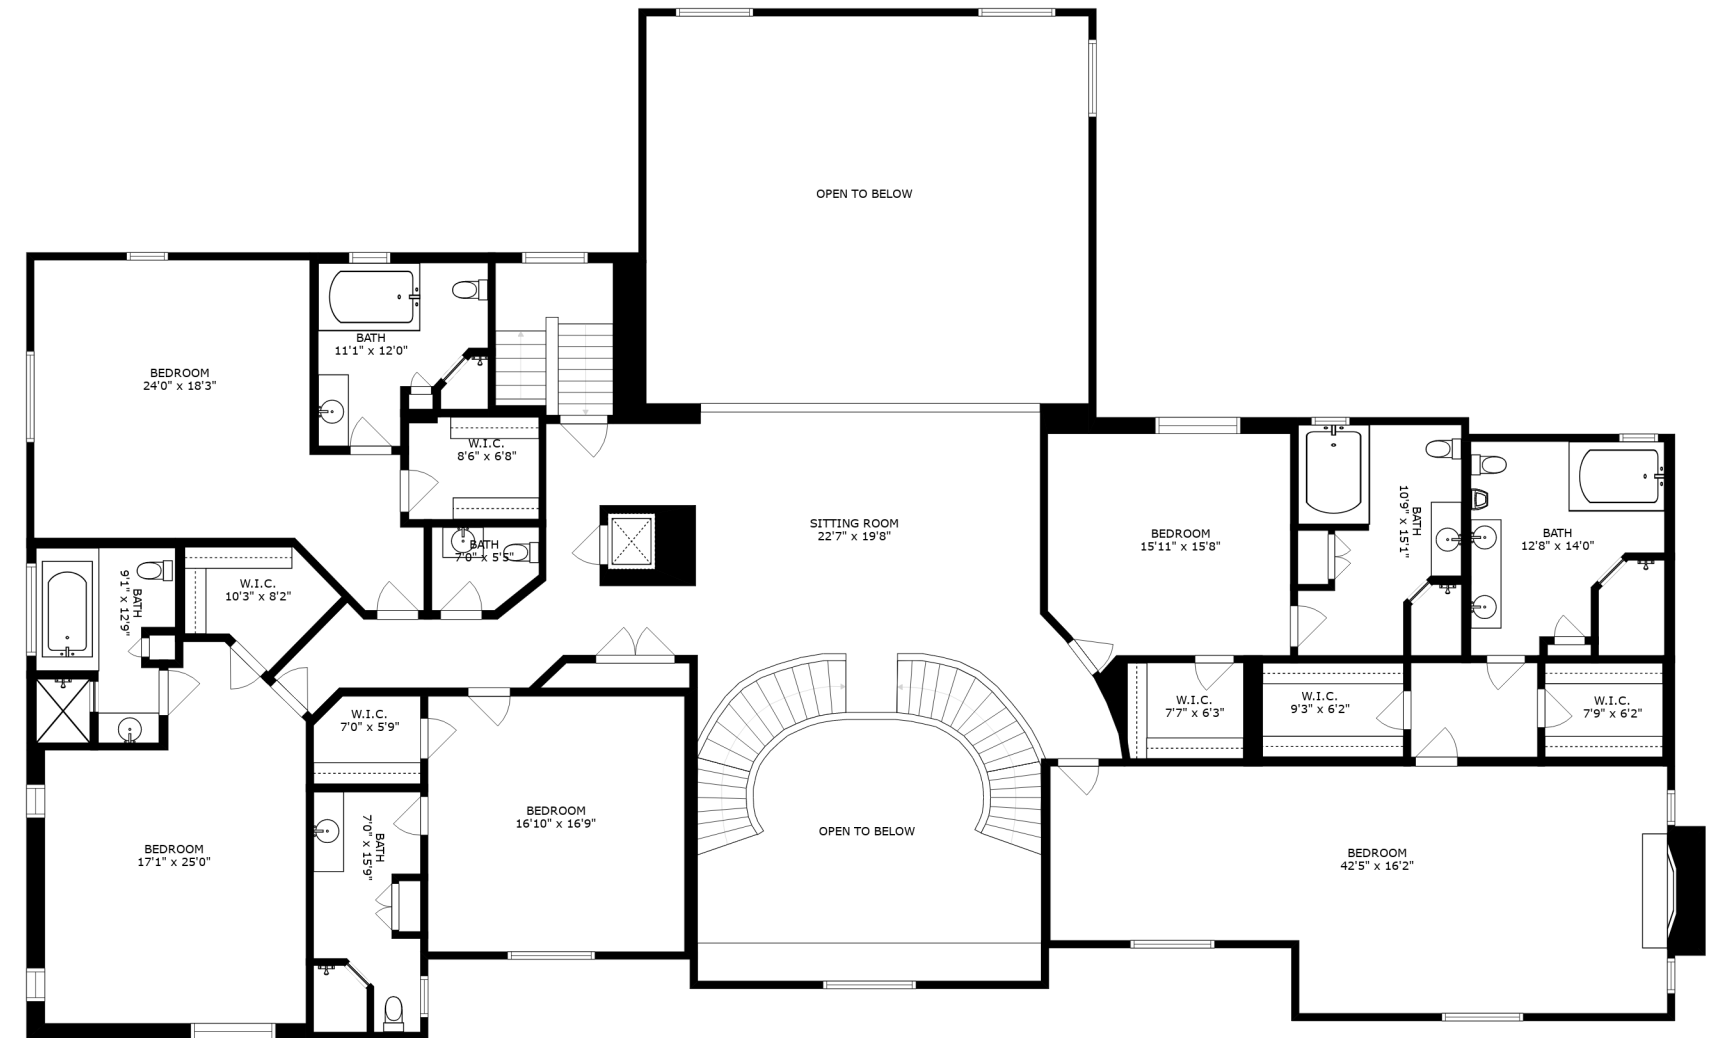 OPEN TO BELOW
BATH
11'1" x 12'0"
BEDROOM
24'0" x 18'3"
W.I.C.
8'6" x 6'8"
SITTING ROOM
22'7" x 19'8"
BEDROOM
15'11" x 15'8"
BATH
10'9" x 15'1"
BATH
12'8" x 14'0"
BATH
7'0" x 5'5"
BATH
9'1" x 12'9"
W.I.C.
10'3" x 8'2"
W.I.C.
7'0" x 5'9"
W.I.C.
7'7" x 6'3"
W.I.C.
9'3" x 6'2"
W.I.C.
7'9" x 6'2"
BEDROOM
17'1" x 25'0"
BATH
7'0" x 15'9"
BEDROOM
16'10" x 16'9"
OPEN TO BELOW
BEDROOM
42'5" x 16'2"